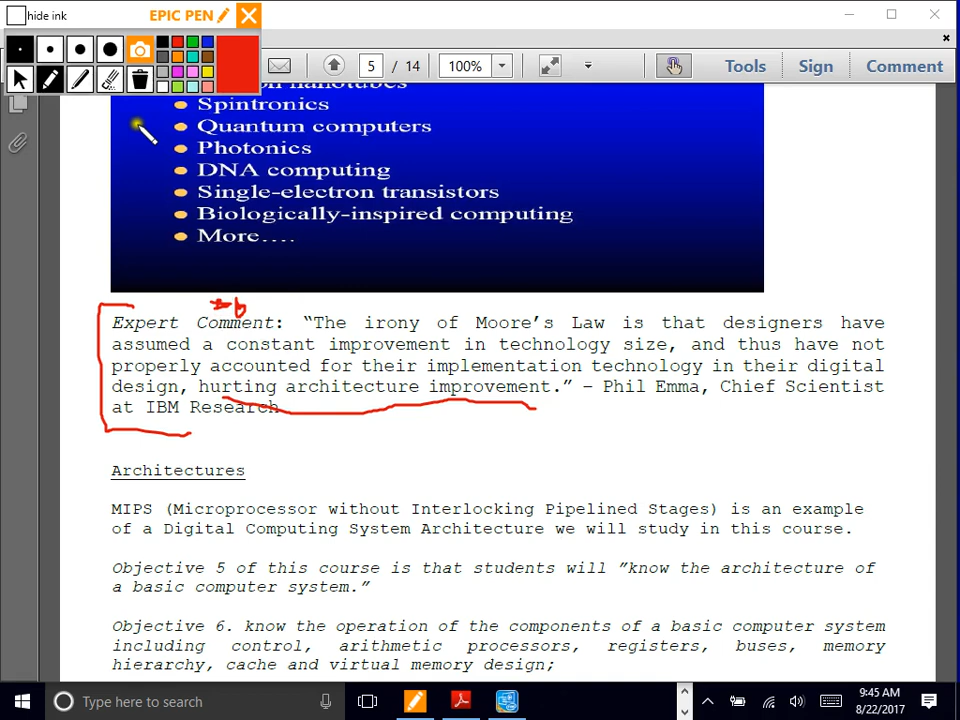 hide ink
EPIC PEN
5 / 14
100%
Tools
Sign
Comment
nanotubes
Spintronics
Quantum computers
Photonics
DNA computing
Single-electron transistors
Biologically-inspired computing
More....
Expert Comment: “The irony of Moore’s Law is that designers have
assumed a constant improvement in technology size, and thus have not
properly accounted for their implementation technology in their digital
design, hurting architecture improvement.” – Phil Emma, Chief Scientist
at IBM Research
Architectures
MIPS (Microprocessor without Interlocking Pipelined Stages) is an example
of a Digital Computing System Architecture we will study in this course.
Objective 5 of this course is that students will ”know the architecture of
a basic computer system.”
Objective 6. know the operation of the components of a basic computer system
including control, arithmetic processors, registers, buses, memory
hierarchy, cache and virtual memory design;
Type here to search
9:45 AM
8/22/2017